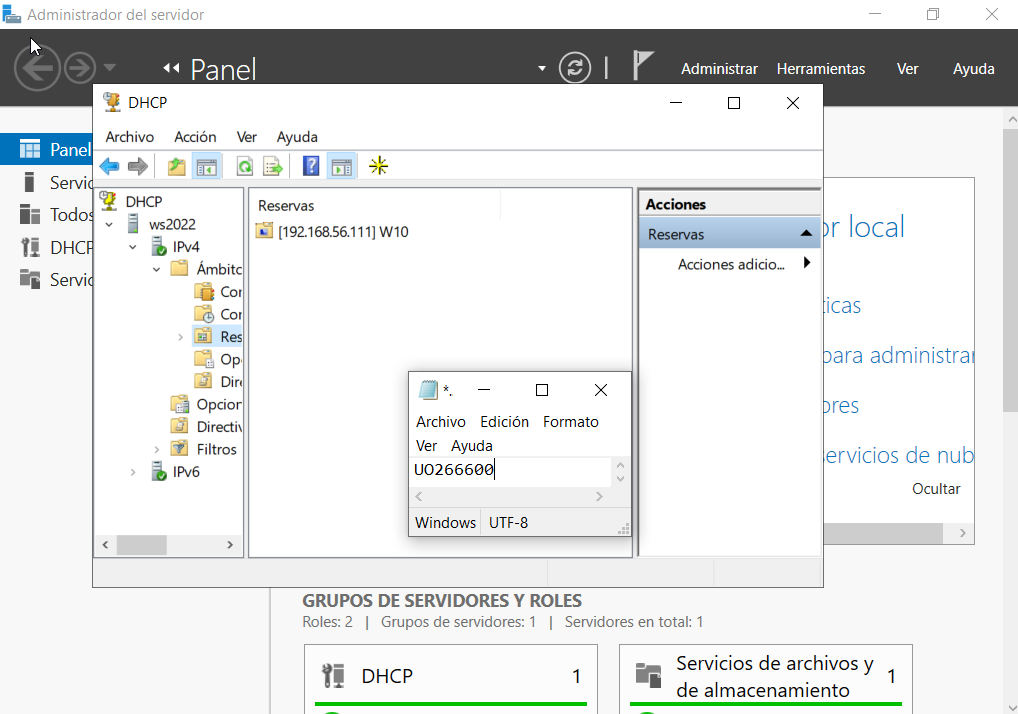 Administrador del servidor
Panel
Administrar Herramientas Ver Ayuda
Panel
Servic
Todos
DHCP
Servic
DHCP
Archivo Acción Ver Ayuda
DHCP
ws2022
IPv4
Ámbito
Cor
Cor
Res
Op
Dire
Opcior
Directiv
Filtros
IPv6
Reservas
[192.168.56.111] W10
Acciones
Reservas
Acciones adicio...
*.
Archivo Edición Formato
Ver Ayuda
UO266600
Windows UTF-8
or local
ticas
para administrar
ores
servicios de nub
Ocultar
GRUPOS DE SERVIDORES Y ROLES
Roles: 2 | Grupos de servidores: 1 | Servidores en total: 1
DHCP 1
Servicios de archivos y
de almacenamiento 1